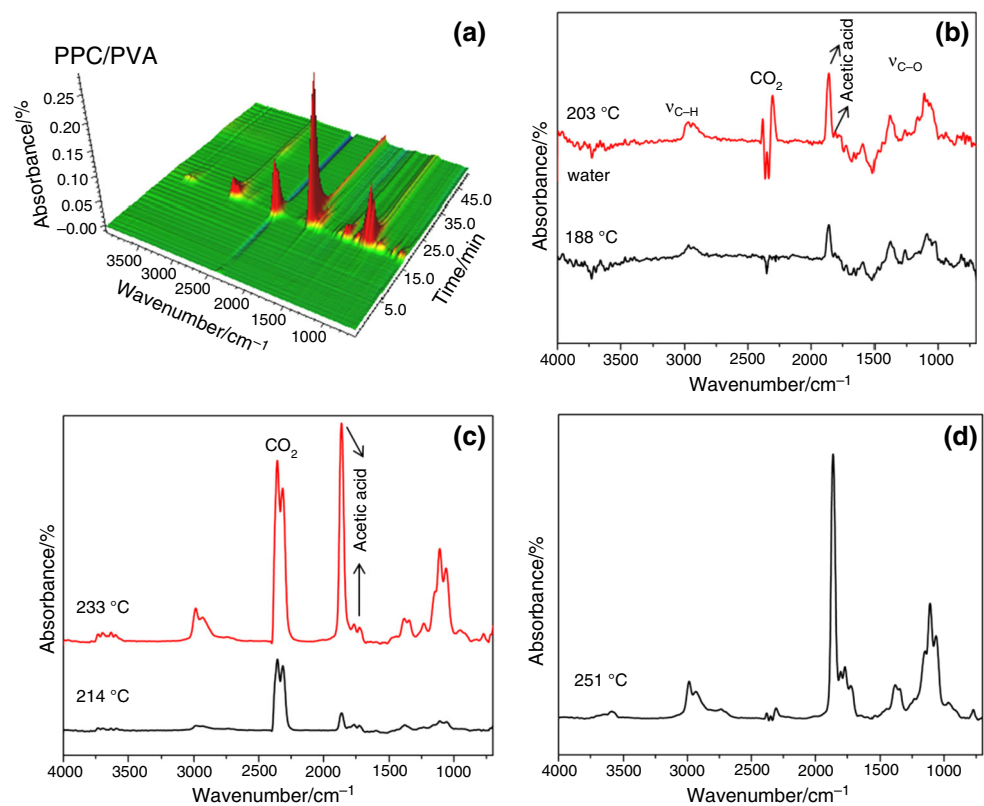 (a)
PPC/PVA
Absorbance/%
0.25
0.20
0.15
0.10
0.05
−0.00
3500
3000
2500
2000
1500
1000
Wavenumber/cm⁻¹
5.0
15.0
25.0
35.0
45.0
Time/min
(b)
Absorbance/%
203 °C
water
188 °C
νC–H
CO₂
Acetic acid
νC–O
4000 3500 3000 2500 2000 1500 1000
Wavenumber/cm⁻¹
(c)
Absorbance/%
CO₂
Acetic acid
233 °C
214 °C
4000 3500 3000 2500 2000 1500 1000
Wavenumber/cm⁻¹
(d)
Absorbance/%
251 °C
4000 3500 3000 2500 2000 1500 1000
Wavenumber/cm⁻¹